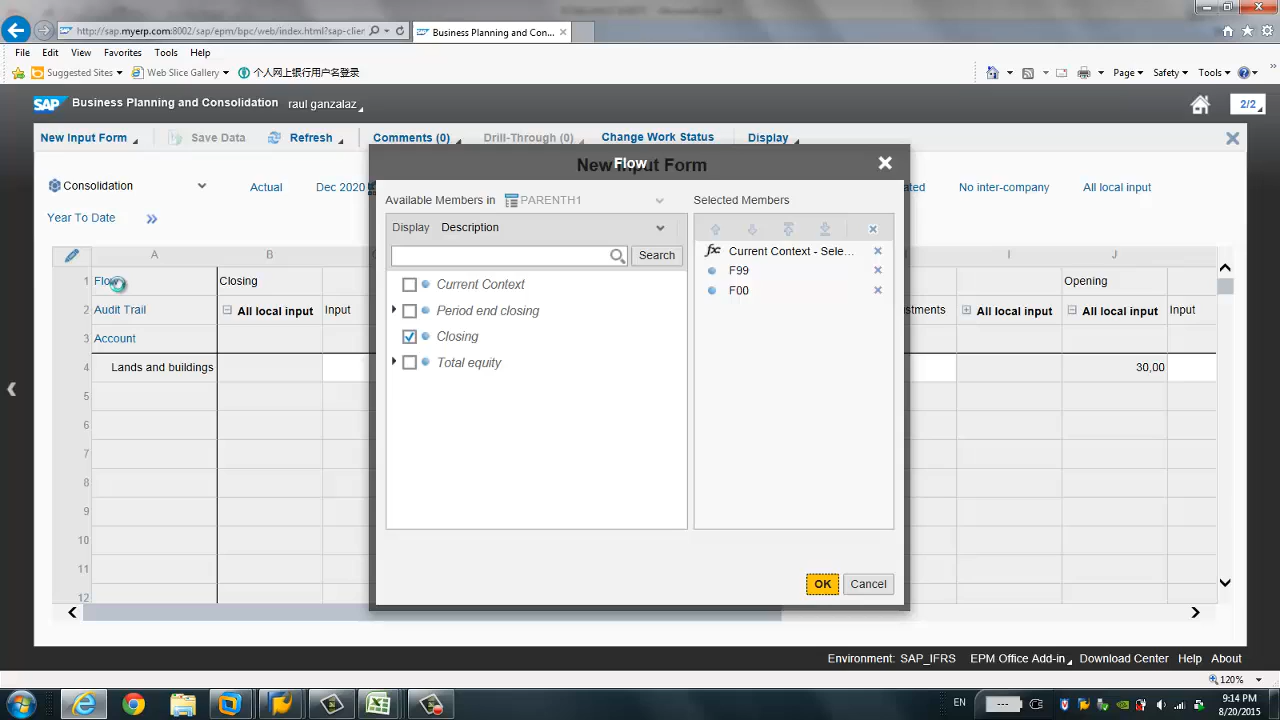 http://sap.myerp.com:8002/sap/epm/bpc/web/index.html?sap-clier
Business Planning and Con...
File Edit View Favorites Tools Help
Suggested Sites Web Slice Gallery 个人网上银行用户名登录
Page Safety Tools
SAP Business Planning and Consolidation raul ganzalaz
2/2
New Input Form Save Data Refresh Comments (0) Drill-Through (0) Change Work Status Display
New Input Form
Flow
Consolidation Actual Dec 2020 No inter-company All local input
Year To Date
Available Members in PARENTH1
Selected Members
Display Description
Search
Current Context - Sele...
F99
F00
Current Context
Period end closing
Closing
Total equity
OK Cancel
A B I J
1 Flow Closing Opening
2 Audit Trail All local input Input stments All local input All local input Input
3 Account
4 Lands and buildings 30,00
5
6
7
8
9
10
11
12
Environment: SAP_IFRS EPM Office Add-in Download Center Help About
120%
EN
9:14 PM
8/20/2015